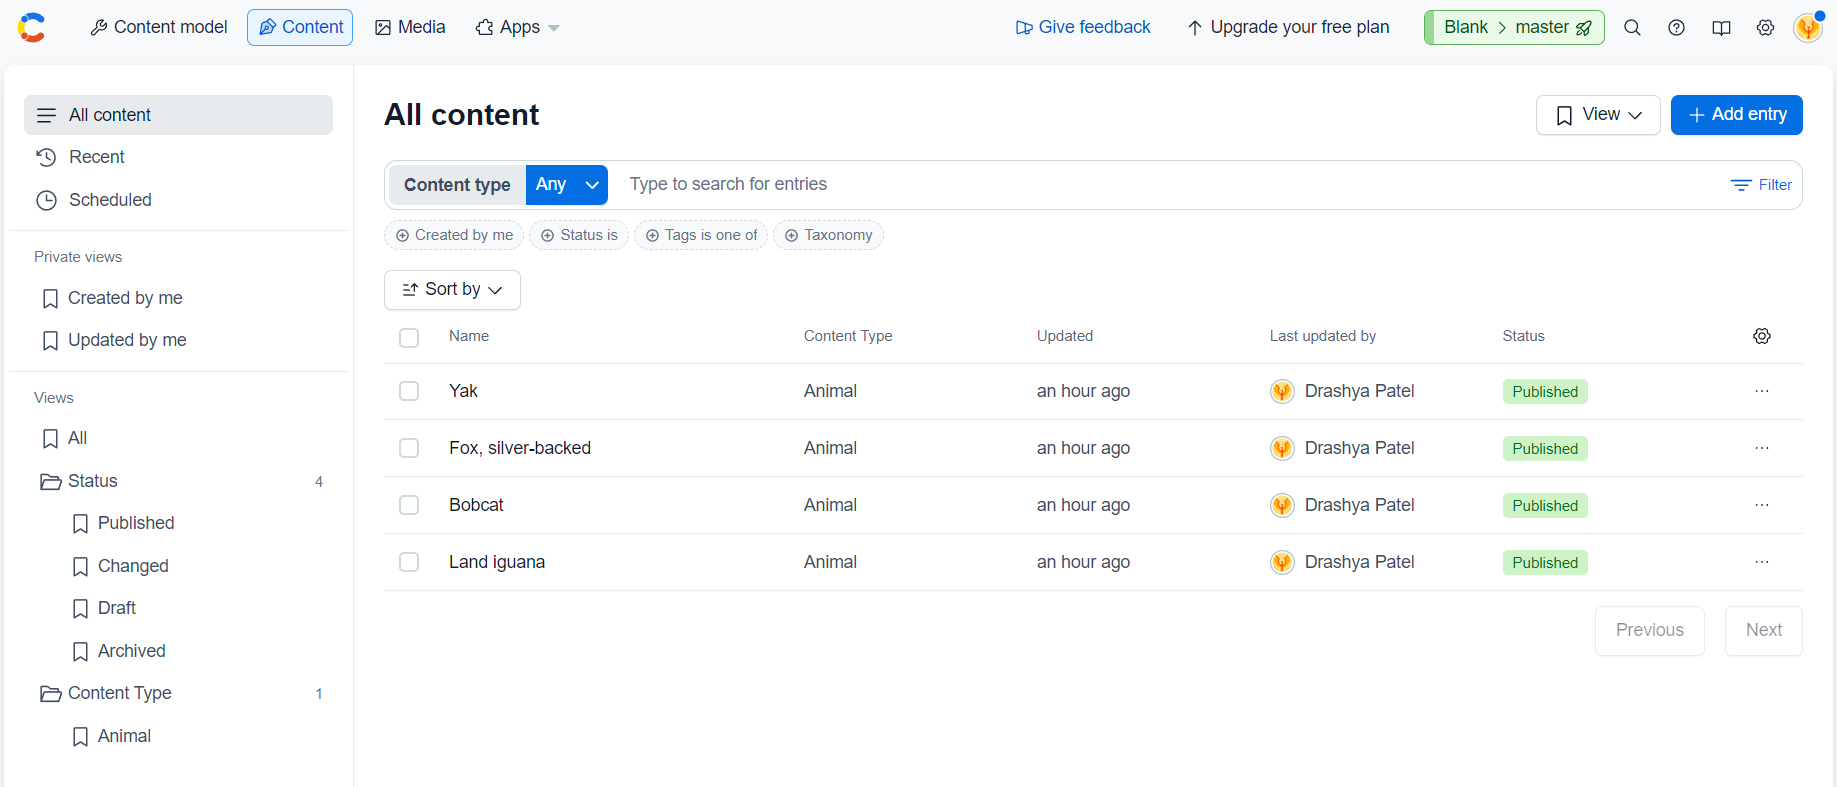 Content model Content Media Apps Give feedback Upgrade your free plan Blank > master
All content
Recent
Scheduled
Private views
Created by me
Updated by me
Views
All
Status 4
Published
Changed
Draft
Archived
Content Type 1
Animal
All content
View
+ Add entry
Content type Any Type to search for entries Filter
Created by me Status is Tags is one of Taxonomy
Sort by
Name Content Type Updated Last updated by Status
Yak Animal an hour ago Drashya Patel Published ...
Fox, silver-backed Animal an hour ago Drashya Patel Published ...
Bobcat Animal an hour ago Drashya Patel Published ...
Land iguana Animal an hour ago Drashya Patel Published ...
Previous Next